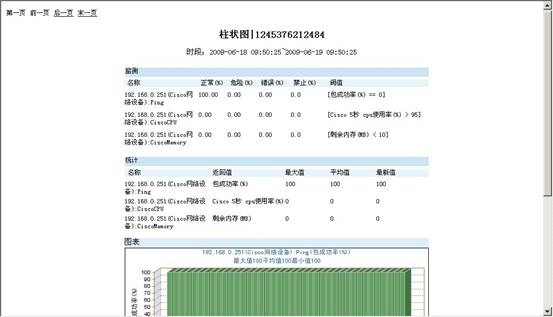 第一页 前一页 后一页 末一页
柱状图|1245376212484
时段: 2009-06-18 09:50:25~2009-06-19 09:50:25
监测
名称 正常(%) 危险(%) 错误(%) 禁止(%) 阀值
192.168.0.251(Cisco网络设备):Ping 100.00 0.00 0.00 0.0 [包成功率(%) == 0]
192.168.0.251(Cisco网络设备):CiscoCPU 0.00 0.00 0.00 0.0 [Cisco 5秒 cpu使用率(%) > 95]
192.168.0.251(Cisco网络设备):CiscoMemory 0.00 0.00 0.00 0.0 [剩余内存(MB) < 10]
统计
名称 返回值 最大值 平均值 最新值
192.168.0.251(Cisco网络设备):Ping 包成功率(%) 100 100 100
192.168.0.251(Cisco网络设备):CiscoCPU Cisco 5秒 cpu使用率(%) 0 0 0
192.168.0.251(Cisco网络设备):CiscoMemory 剩余内存(MB) 0 0 0
图表
192.168.0.251(Cisco网络设备):Ping(包成功率(%))
最大值100平均值100最小值100
包成功率(%)
100
90
80
70
60
50
40